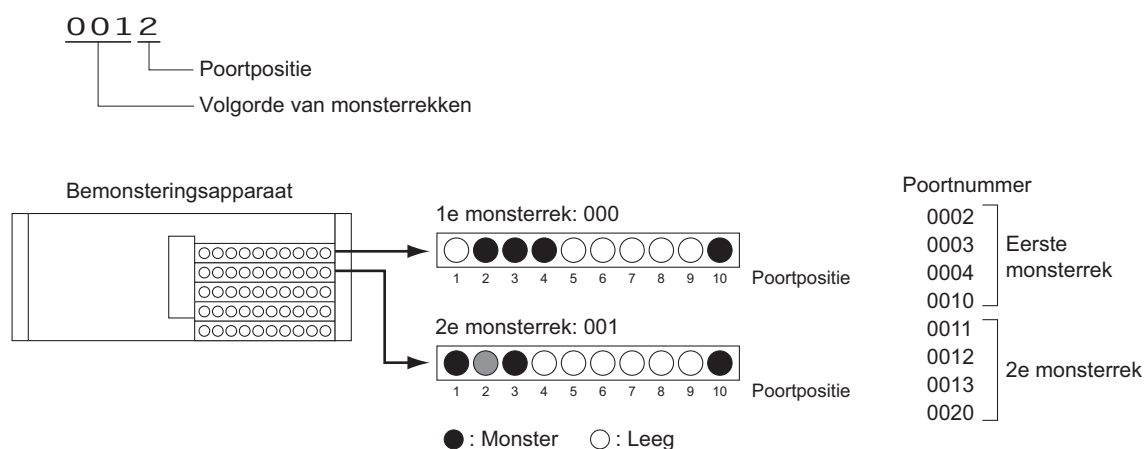 0012
Poortpositie
Volgorde van monsterrekken
Bemonsteringsapparaat
1e monsterrek: 000
1 2 3 4 5 6 7 8 9 10 Poortpositie
2e monsterrek: 001
1 2 3 4 5 6 7 8 9 10 Poortpositie
: Monster : Leeg
Poortnummer
0002
0003
0004
0010
Eerste
monsterrek
0011
0012
0013
0020
2e monsterrek